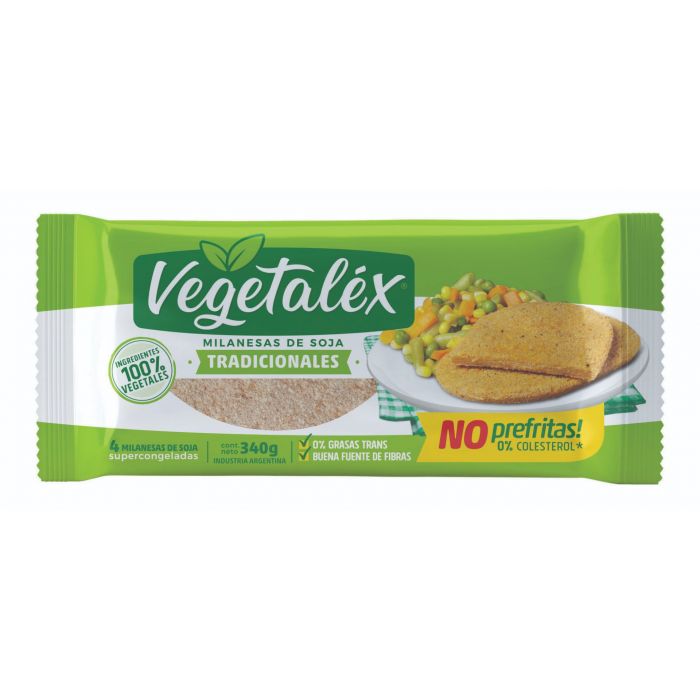 Vegetaléx®
MILANESAS DE SOJA
TRADICIONALES
INGREDIENTES
100%
VEGETALES
4 MILANESAS DE SOJA
supercongeladas
cont. neto 340g
INDUSTRIA ARGENTINA
0% GRASAS TRANS
BUENA FUENTE DE FIBRAS
NO prefritas!
0% COLESTEROL*